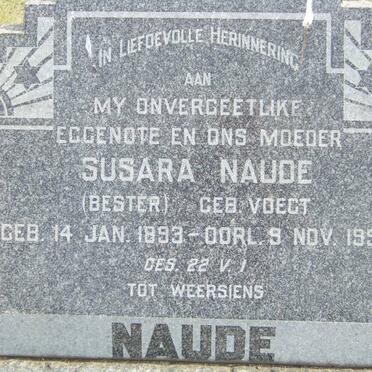 IN LIEFDEVOLLE HERINNERING
AAN
MY ONVERGEETLIKE
EGGENOTE EN ONS MOEDER
SUSARA NAUDE
(BESTER) GEB. VOEGT
GEB. 14 JAN. 1893 - OORL. 9 NOV.
GES. 22 V. 1
TOT WEERSIENS
NAUDE